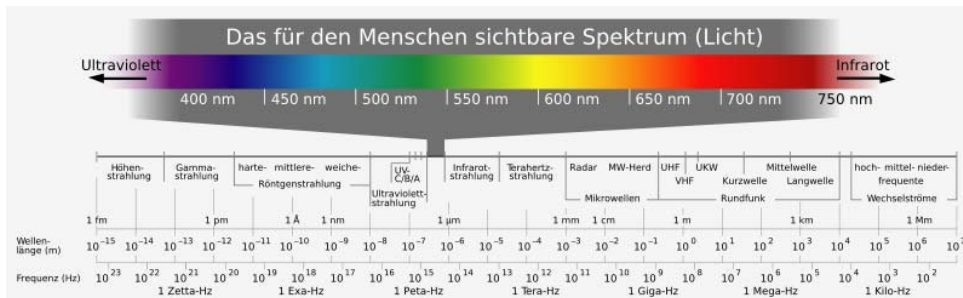 Das für den Menschen sichtbare Spektrum (Licht)
Ultraviolett
Infrarot
400 nm 450 nm 500 nm 550 nm 600 nm 650 nm 700 nm 750 nm
Höhen-
strahlung
Gamma-
strahlung
harte- mittlere- weiche-
Röntgenstrahlung
UV-
C/B/A
Ultraviolett-
strahlung
Infrarot-
strahlung
Terahertz-
strahlung
Radar MW-Herd
Mikrowellen
UHF UKW Mittelwelle
VHF Kurzwelle Langwelle
Rundfunk
hoch- mittel- nieder-
frequente
Wechselströme
1 fm 1 pm 1 Å 1 nm 1 µm 1 mm 1 cm 1 m 1 km 1 Mm
Wellen-
länge (m)
10⁻¹⁵ 10⁻¹⁴ 10⁻¹³ 10⁻¹² 10⁻¹¹ 10⁻¹⁰ 10⁻⁹ 10⁻⁸ 10⁻⁷ 10⁻⁶ 10⁻⁵ 10⁻⁴ 10⁻³ 10⁻² 10⁻¹ 10⁰ 10¹ 10² 10³ 10⁴ 10⁵ 10⁶
Frequenz (Hz)
10²³ 10²² 10²¹ 10²⁰ 10¹⁹ 10¹⁸ 10¹⁷ 10¹⁶ 10¹⁵ 10¹⁴ 10¹³ 10¹² 10¹¹ 10¹⁰ 10⁹ 10⁸ 10⁷ 10⁶ 10⁵ 10⁴ 10³ 10²
1 Zetta-Hz 1 Exa-Hz 1 Peta-Hz 1 Tera-Hz 1 Giga-Hz 1 Mega-Hz 1 Kilo-Hz